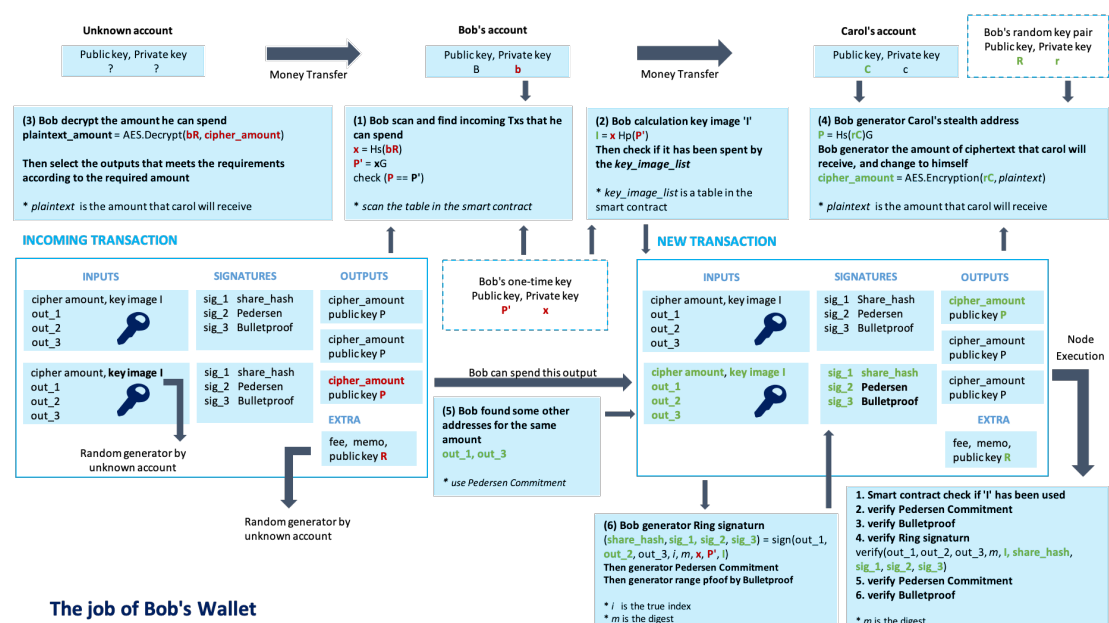 Unknown account
Public key, Private key
? ?
Money Transfer
Bob's account
Public key, Private key
B b
Money Transfer
Carol's account
Public key, Private key
C c
Bob's random key pair
Public key, Private key
R r
(3) Bob decrypt the amount he can spend
plaintext_amount = AES.Decrypt(bR, cipher_amount)
Then select the outputs that meets the requirements
according to the required amount
* plaintext is the amount that carol will receive
(1) Bob scan and find incoming Txs that he
can spend
x = Hs(bR)
P' = xG
check (P == P')
* scan the table in the smart contract
(2) Bob calculation key image 'I'
I = x Hp(P')
Then check if it has been spent by
the key_image_list
* key_image_list is a table in the
smart contract
(4) Bob generator Carol's stealth address
P = Hs(rC)G
Bob generator the amount of ciphertext that carol will
receive, and change to himself
cipher_amount = AES.Encryption(rC, plaintext)
* plaintext is the amount that carol will receive
INCOMING TRANSACTION
INPUTS
cipher amount, key image I
out_1
out_2
out_3
cipher amount, key image I
out_1
out_2
out_3
Random generator by
unknown account
SIGNATURES
sig_1 share_hash
sig_2 Pedersen
sig_3 Bulletproof
sig_1 share_hash
sig_2 Pedersen
sig_3 Bulletproof
OUTPUTS
cipher_amount
public key P
cipher_amount
public key P
cipher_amount
public key P
EXTRA
fee, memo,
public key R
Random generator by
unknown account
Bob's one-time key
Public key, Private key
P' x
Bob can spend this output
(5) Bob found some other
addresses for the same
amount
out_1, out_3
* use Pedersen Commitment
NEW TRANSACTION
INPUTS
cipher amount, key image I
out_1
out_2
out_3
cipher amount, key image I
out_1
out_2
out_3
SIGNATURES
sig_1 Share_hash
sig_2 Pedersen
sig_3 Bulletproof
sig_1 share_hash
sig_2 Pedersen
sig_3 Bulletproof
OUTPUTS
cipher_amount
public key P
cipher_amount
public key P
cipher_amount
public key P
EXTRA
fee, memo,
public key R
Node
Execution
(6) Bob generator Ring signaturn
(share_hash, sig_1, sig_2, sig_3) = sign(out_1,
out_2, out_3, i, m, x, P', I)
Then generator Pedersen Commitment
Then generator range pfoof by Bulletproof
* i is the true index
* m is the digest
1. Smart contract check if 'I' has been used
2. verify Pedersen Commitment
3. verify Bulletproof
4. verify Ring signaturn
verify(out_1, out_2, out_3, m, I, share_hash,
sig_1, sig_2, sig_3)
5. verify Pedersen Commitment
6. verify Bulletproof
* m is the digest
The job of Bob's Wallet